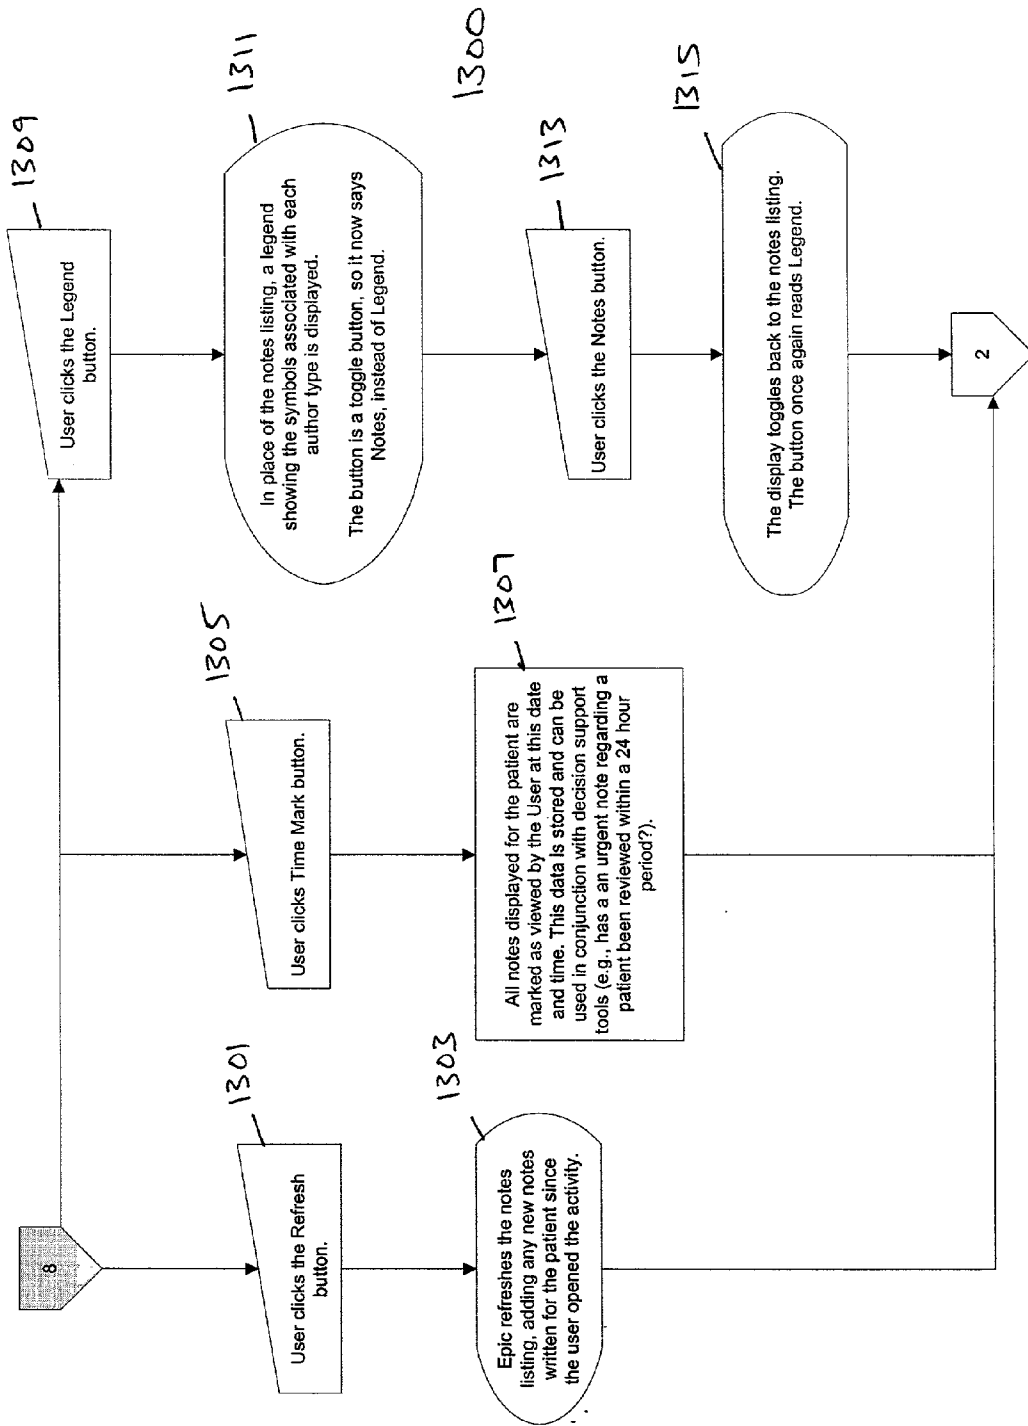 8
1301
User clicks the Refresh
button.
1303
Epic refreshes the notes
listing, adding any new notes
written for the patient since
the user opened the activity.
1305
User clicks Time Mark button.
1307
All notes displayed for the patient are
marked as viewed by the User at this date
and time. This data is stored and can be
used in conjunction with decision support
tools (e.g., has a an urgent note regarding a
patient been reviewed within a 24 hour
period?).
1309
User clicks the Legend
button.
1311
In place of the notes listing, a legend
showing the symbols associated with each
author type is displayed.
The button is a toggle button, so it now says
Notes, instead of Legend.
1300
1313
User clicks the Notes button.
1315
The display toggles back to the notes listing.
The button once again reads Legend.
2